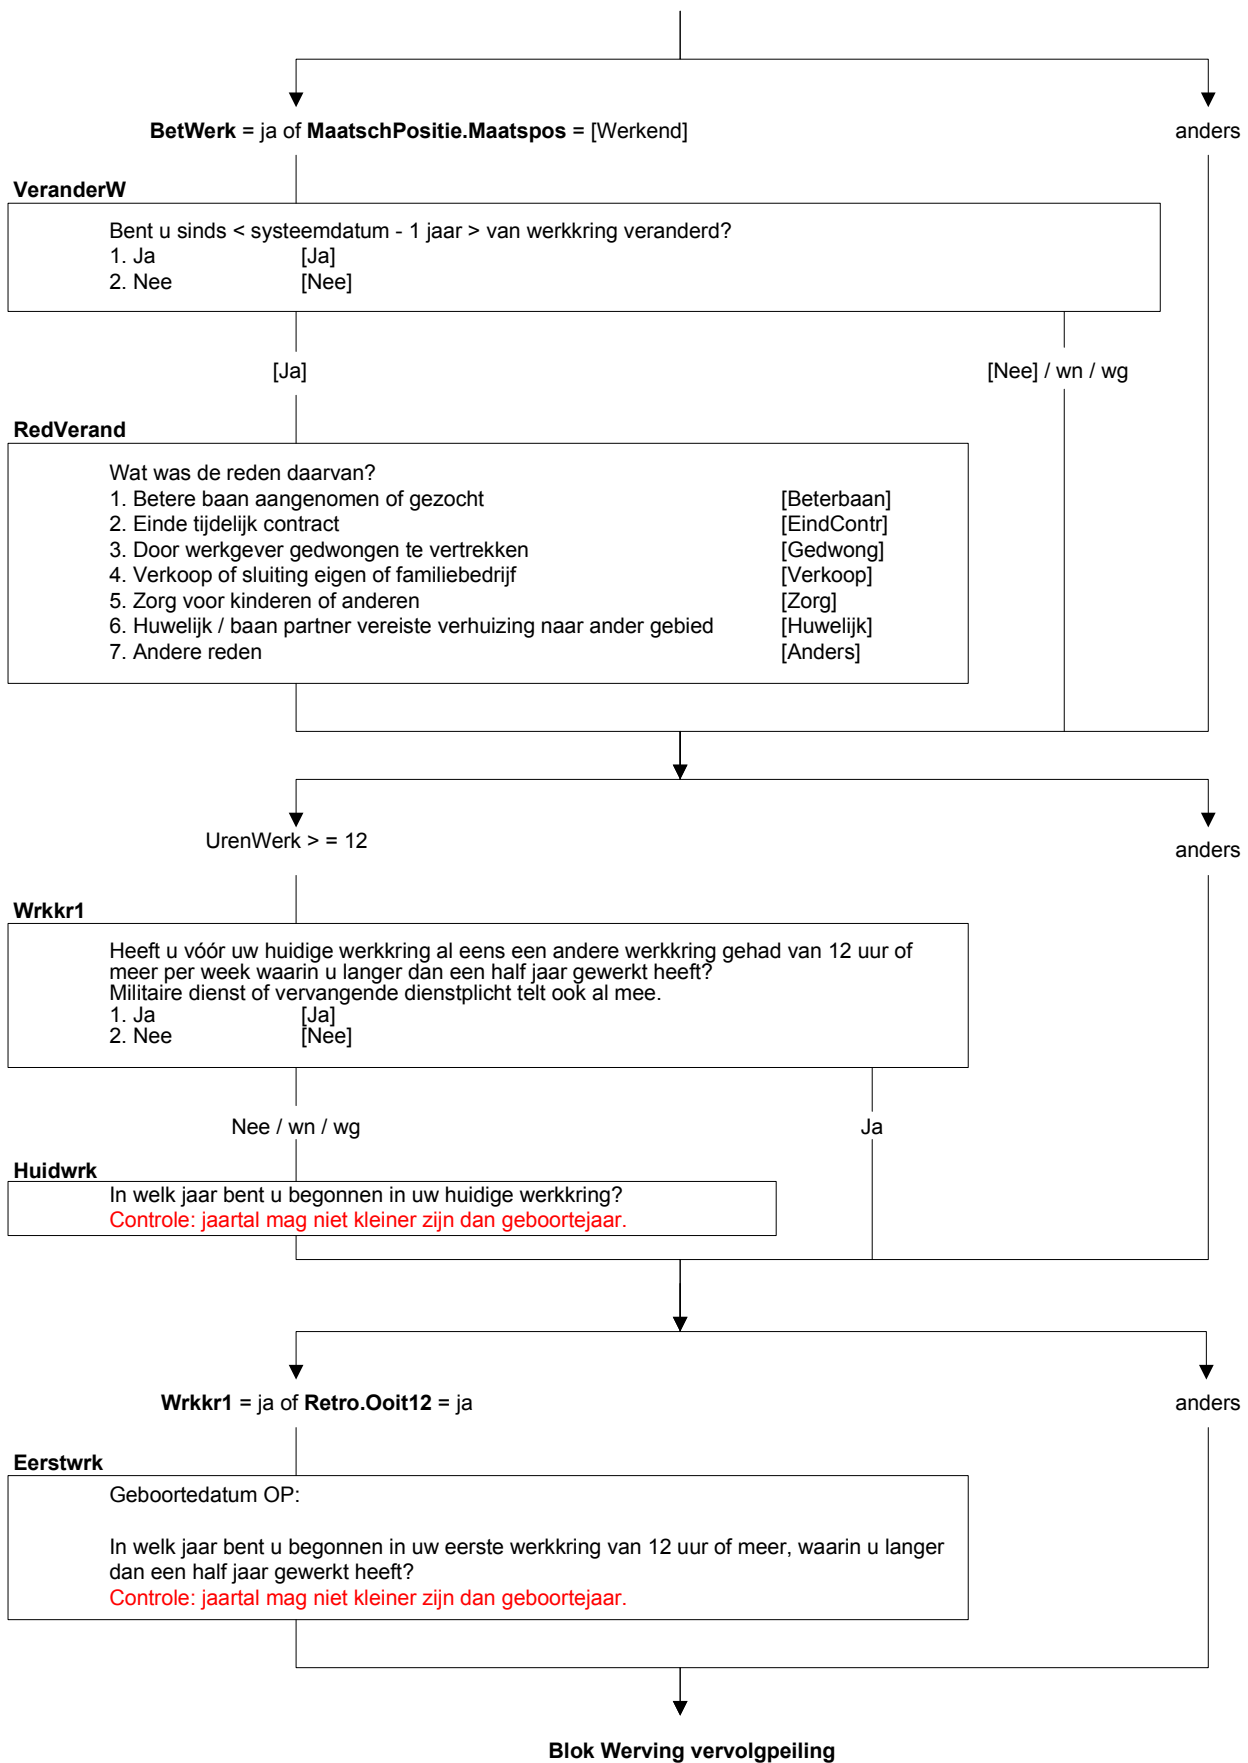 BetWerk = ja of MaatschPositie.Maatspos = [Werkend] anders
VeranderW
Bent u sinds < systeemdatum - 1 jaar > van werkkring veranderd?
1. Ja [Ja]
2. Nee [Nee]
[Ja] [Nee] / wn / wg
RedVerand
Wat was de reden daarvan?
1. Betere baan aangenomen of gezocht [Beterbaan]
2. Einde tijdelijk contract [EindContr]
3. Door werkgever gedwongen te vertrekken [Gedwong]
4. Verkoop of sluiting eigen of familiebedrijf [Verkoop]
5. Zorg voor kinderen of anderen [Zorg]
6. Huwelijk / baan partner vereiste verhuizing naar ander gebied [Huwelijk]
7. Andere reden [Anders]
UrenWerk > = 12 anders
Wrkkr1
Heeft u vóór uw huidige werkkring al eens een andere werkkring gehad van 12 uur of
meer per week waarin u langer dan een half jaar gewerkt heeft?
Militaire dienst of vervangende dienstplicht telt ook al mee.
1. Ja [Ja]
2. Nee [Nee]
Nee / wn / wg Ja
Huidwrk
In welk jaar bent u begonnen in uw huidige werkkring?
Controle: jaartal mag niet kleiner zijn dan geboortejaar.
Wrkkr1 = ja of Retro.Ooit12 = ja anders
Eerstwrk
Geboortedatum OP:
In welk jaar bent u begonnen in uw eerste werkkring van 12 uur of meer, waarin u langer
dan een half jaar gewerkt heeft?
Controle: jaartal mag niet kleiner zijn dan geboortejaar.
Blok Werving vervolgpeiling